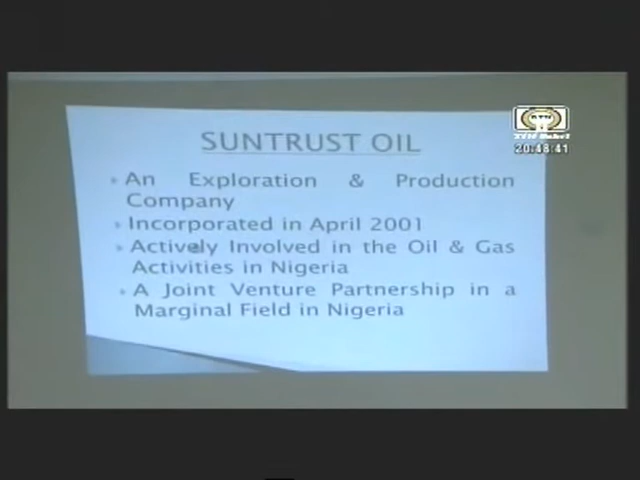 SUNTRUST OIL
An Exploration & Production
Company
Incorporated in April 2001
Actively Involved in the Oil & Gas
Activities in Nigeria
A Joint Venture Partnership in a
Marginal Field in Nigeria
20:48:41